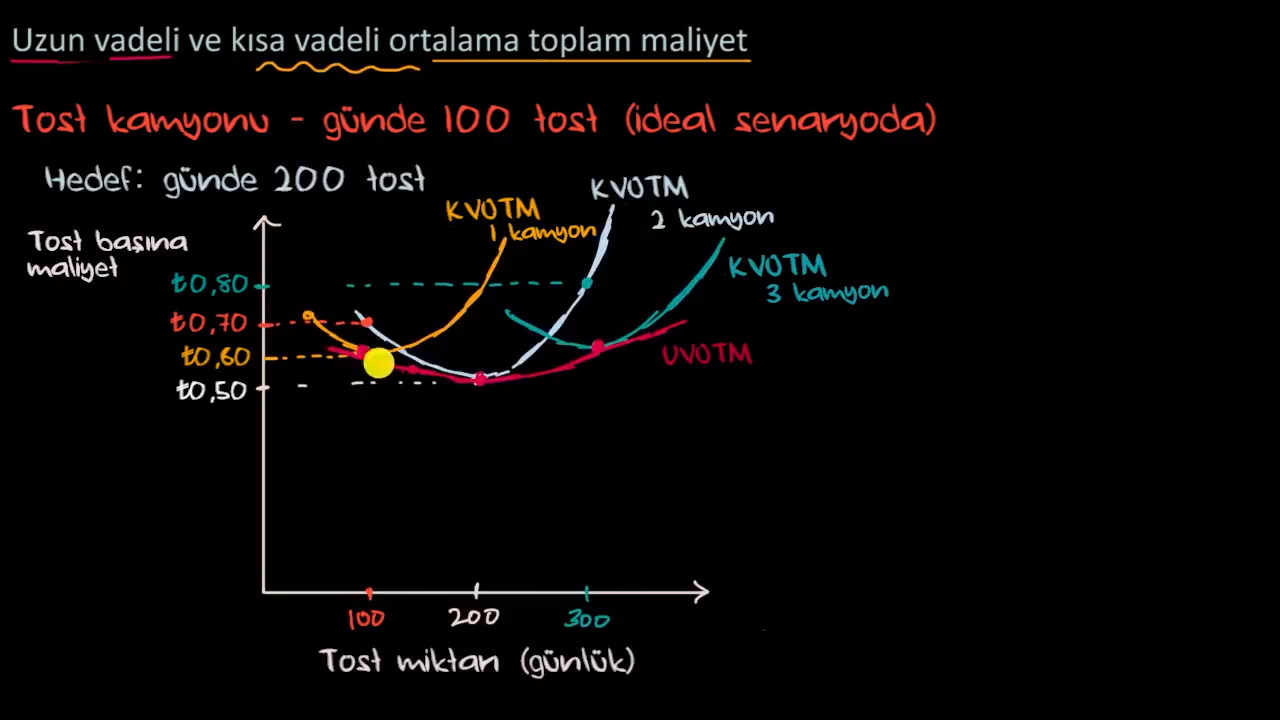 Uzun vadeli ve kısa vadeli ortalama toplam maliyet
Tost kamyonu - günde 100 tost (ideal senaryoda)
Hedef: günde 200 tost
KVOTM
1 kamyon
KVOTM
2 kamyon
KVOTM
3 kamyon
UVOTM
Tost başına
maliyet
₺0,80
₺0,70
₺0,60
₺0,50
100
200
300
Tost miktarı (günlük)